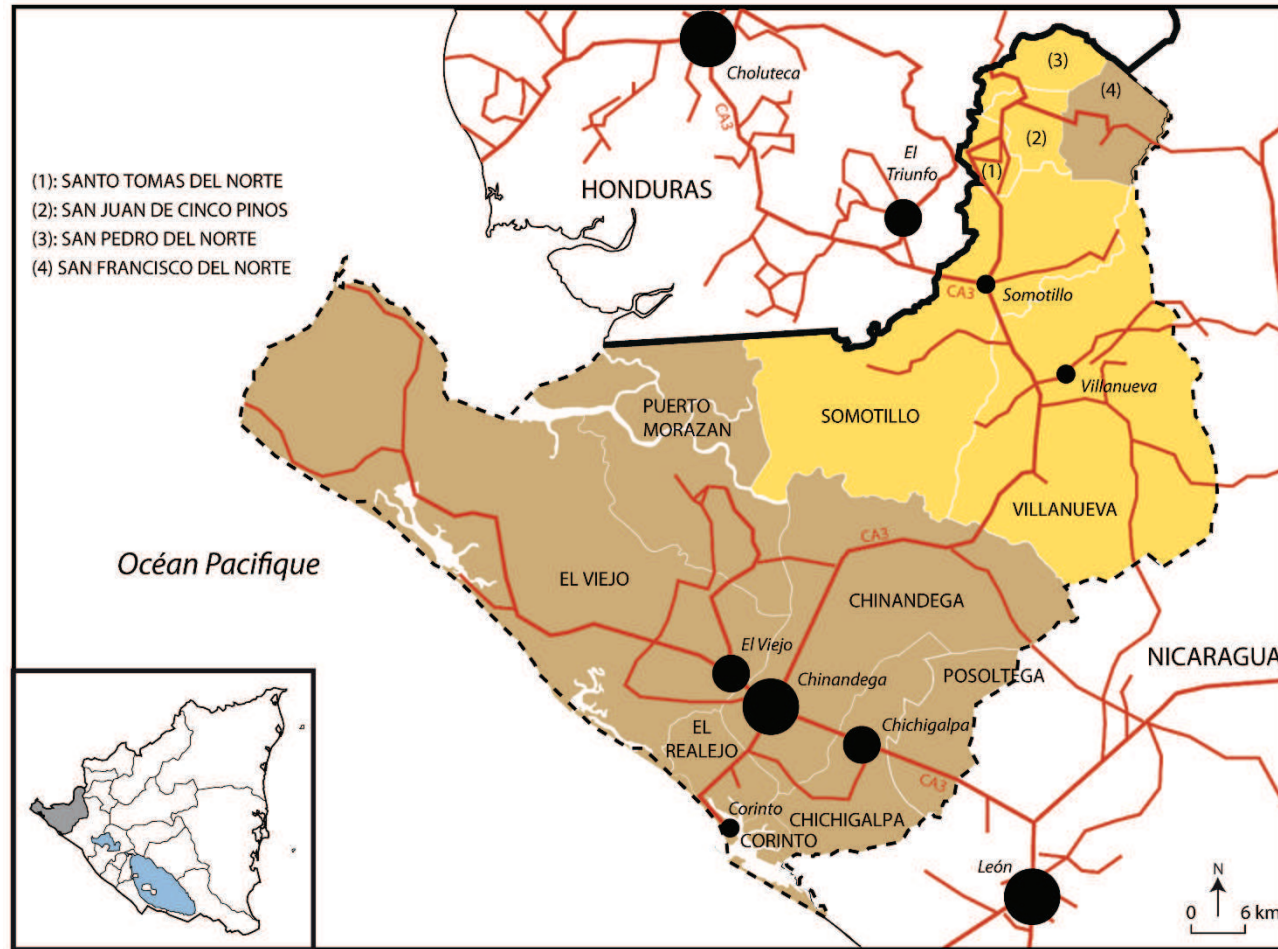 Choluteca
CA3
(3)
(4)
(2)
(1)
El
Triunfo
HONDURAS
(1): SANTO TOMAS DEL NORTE
(2): SAN JUAN DE CINCO PINOS
(3): SAN PEDRO DEL NORTE
(4) SAN FRANCISCO DEL NORTE
CA3
Somotillo
Villanueva
PUERTO
MORAZAN
SOMOTILLO
VILLANUEVA
CA3
Océan Pacifique
EL VIEJO
CHINANDEGA
El Viejo
Chinandega
POSOLTEGA
NICARAGUA
EL
REALEJO
Chichigalpa
CA3
Corinto
CORINTO
CHICHIGALPA
León
N
0 6 km